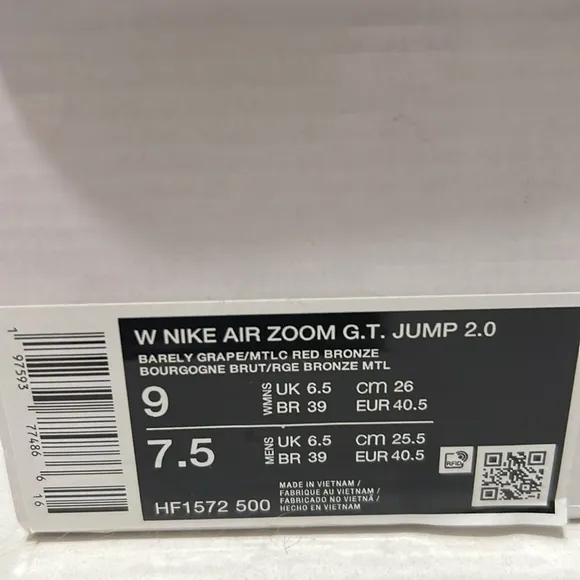 W NIKE AIR ZOOM G.T. JUMP 2.0
BARELY GRAPE/MTLC RED BRONZE
BOURGOGNE BRUT/RGE BRONZE MTL
9 WMNS UK 6.5 cm 26
BR 39 EUR 40.5
7.5 MENS UK 6.5 cm 25.5
BR 39 EUR 40.5
RFID
MADE IN VIETNAM /
FABRIQUE AU VIETNAM /
FABRICADO NO VIETNÃ /
HECHO EN VIETNAM
HF1572 500
1 97593 77486 6 16